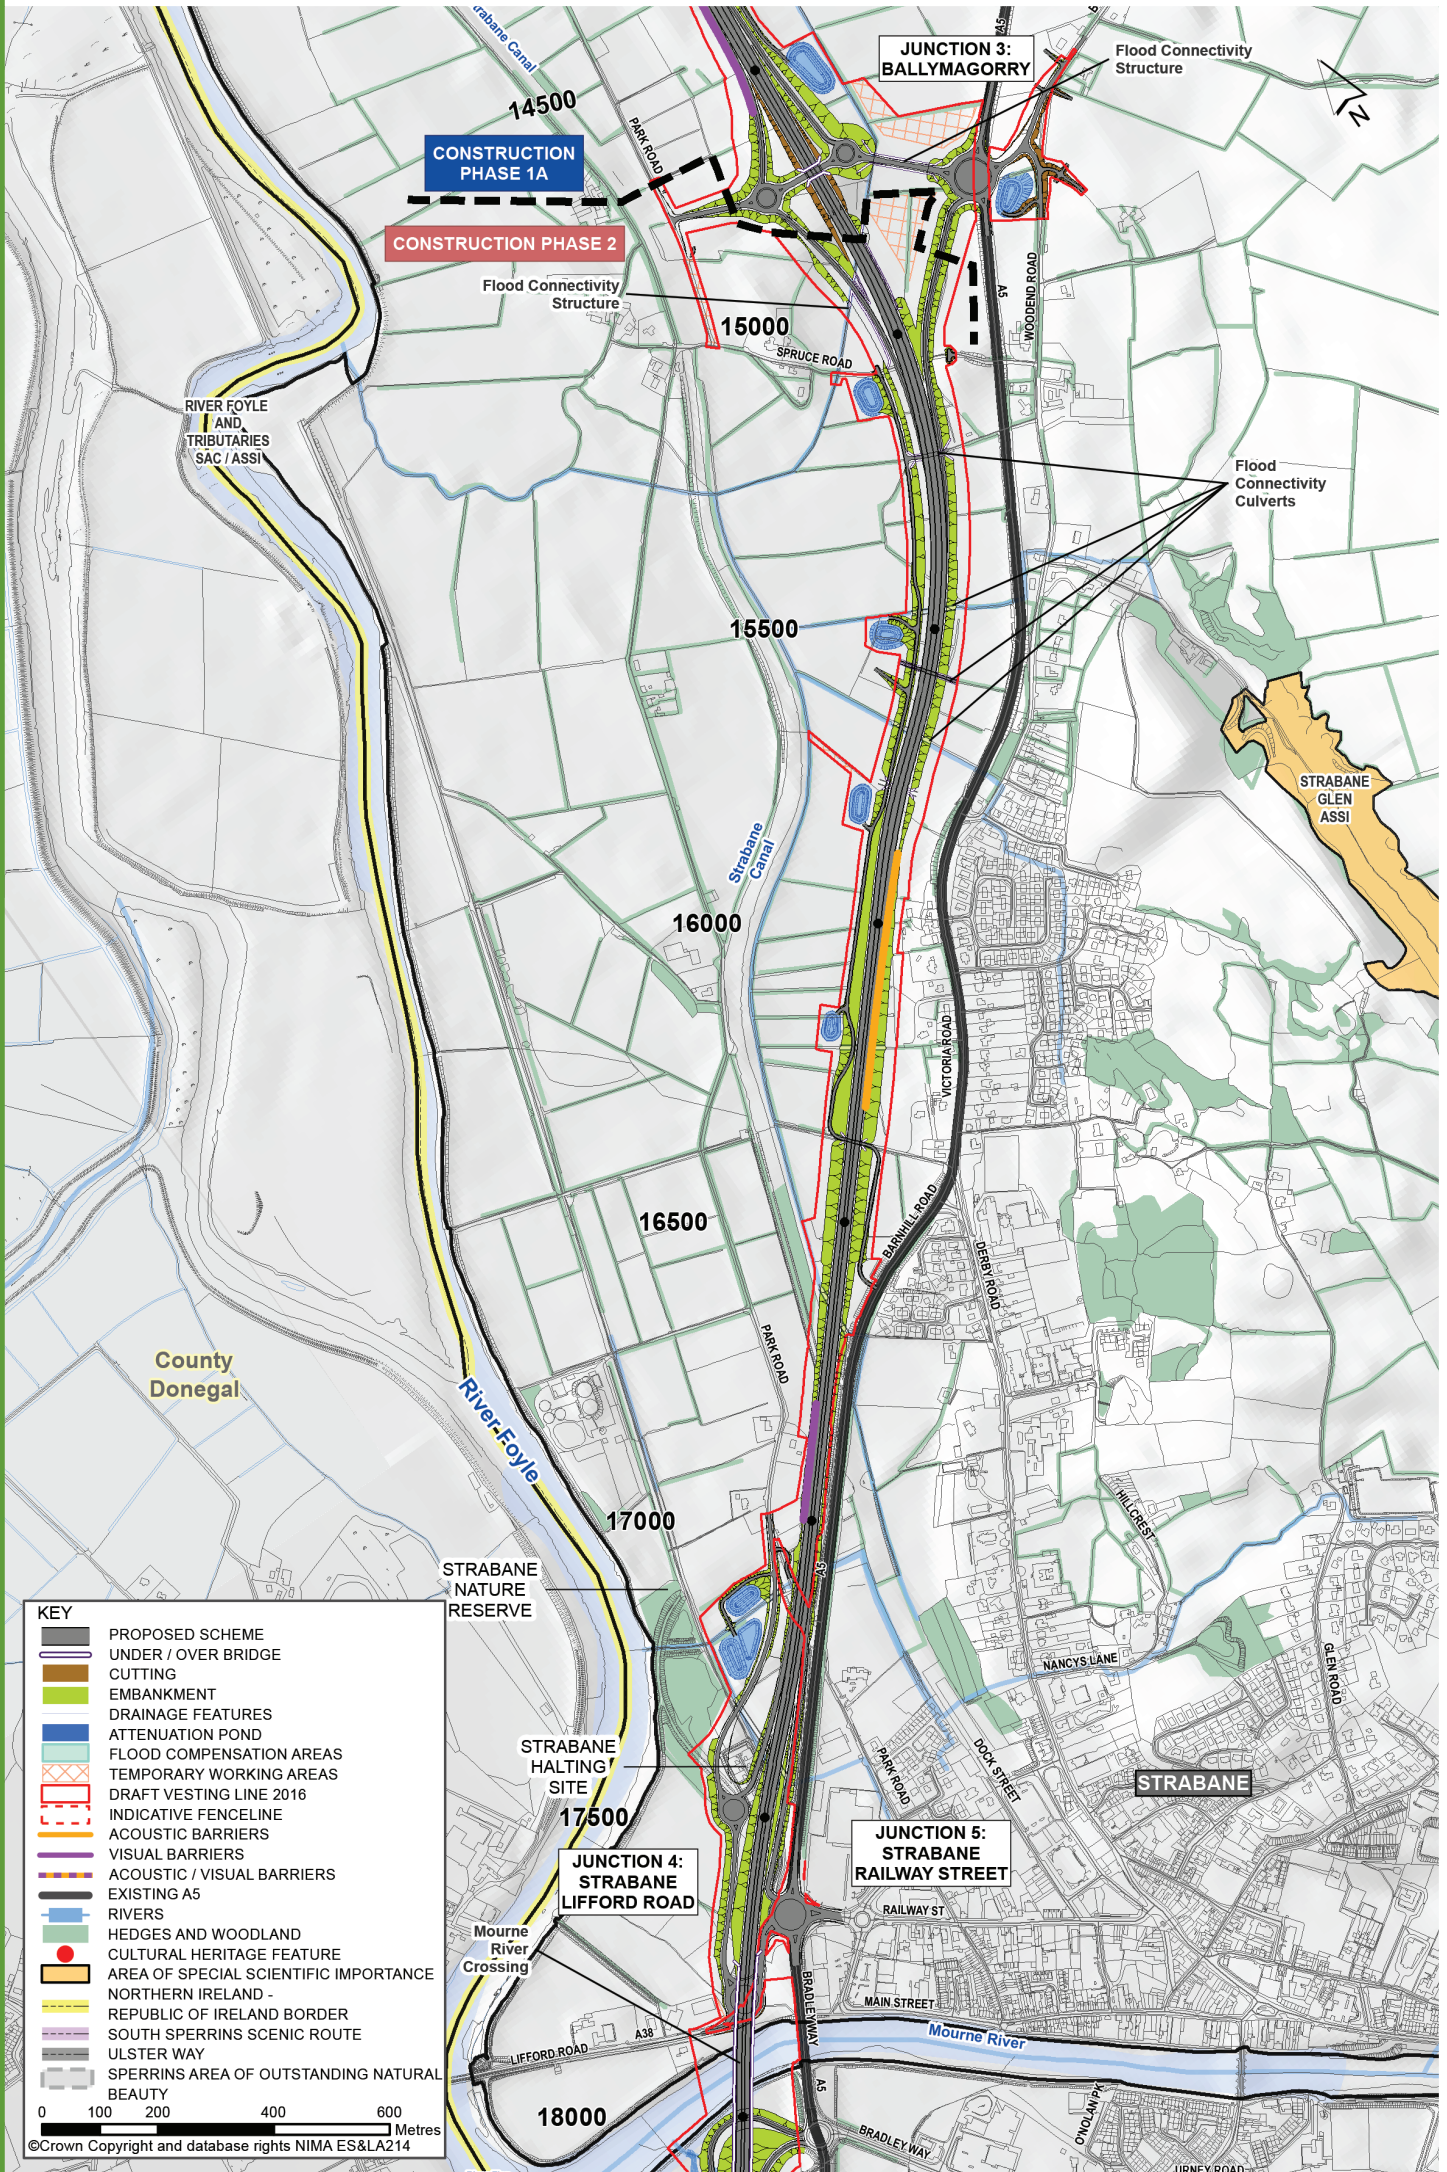 Strabane Canal
14500
PARK ROAD
JUNCTION 3:
BALLYMAGORRY
A5
Flood Connectivity
Structure
N
CONSTRUCTION
PHASE 1A
CONSTRUCTION PHASE 2
Flood Connectivity
Structure
15000
SPRUCE ROAD
A5
WOODEND ROAD
RIVER FOYLE
AND
TRIBUTARIES
SAC / ASSI
Flood
Connectivity
Culverts
15500
STRABANE
GLEN
ASSI
Strabane
Canal
16000
VICTORIA ROAD
16500
BARNHILL ROAD
DERBY ROAD
PARK ROAD
County
Donegal
River Foyle
17000
HILLCREST
A5
STRABANE
NATURE
RESERVE
NANCYS LANE
GLEN ROAD
STRABANE
HALTING
SITE
PARK ROAD
DOCK STREET
STRABANE
17500
JUNCTION 4:
STRABANE
LIFFORD ROAD
JUNCTION 5:
STRABANE
RAILWAY STREET
RAILWAY ST
Mourne
River
Crossing
BRADLEY WAY
MAIN STREET
Mourne River
A38
LIFFORD ROAD
A5
18000
BRADLEY WAY
O'NOLAN PK
URNEY ROAD
KEY
PROPOSED SCHEME
UNDER / OVER BRIDGE
CUTTING
EMBANKMENT
DRAINAGE FEATURES
ATTENUATION POND
FLOOD COMPENSATION AREAS
TEMPORARY WORKING AREAS
DRAFT VESTING LINE 2016
INDICATIVE FENCELINE
ACOUSTIC BARRIERS
VISUAL BARRIERS
ACOUSTIC / VISUAL BARRIERS
EXISTING A5
RIVERS
HEDGES AND WOODLAND
CULTURAL HERITAGE FEATURE
AREA OF SPECIAL SCIENTIFIC IMPORTANCE
NORTHERN IRELAND -
REPUBLIC OF IRELAND BORDER
SOUTH SPERRINS SCENIC ROUTE
ULSTER WAY
SPERRINS AREA OF OUTSTANDING NATURAL
BEAUTY
0 100 200 400 600
Metres
©Crown Copyright and database rights NIMA ES&LA214